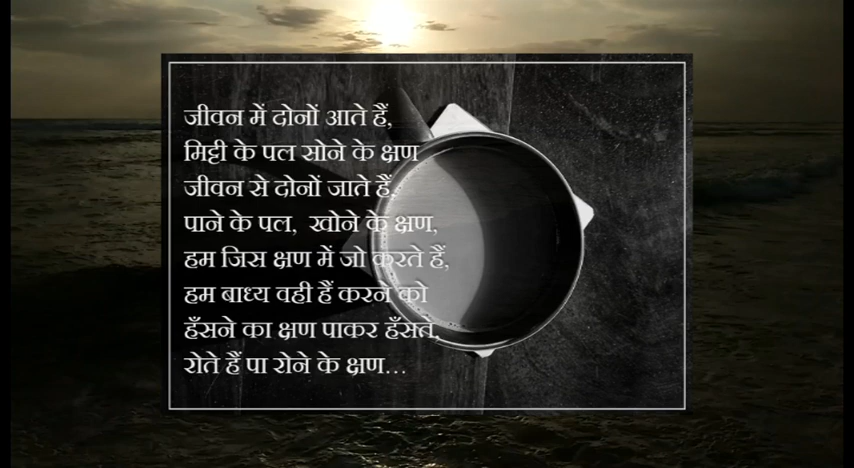 जीवन में दोनों आते हैं,
मिट्टी के पल सोने के क्षण
जीवन से दोनों जाते हैं,
पाने के पल, खोने के क्षण,
हम जिस क्षण में जो करते हैं,
हम बाध्य वही हैं करने को
हँसने का क्षण पाकर हँसते,
रोते हैं पा रोने के क्षण...